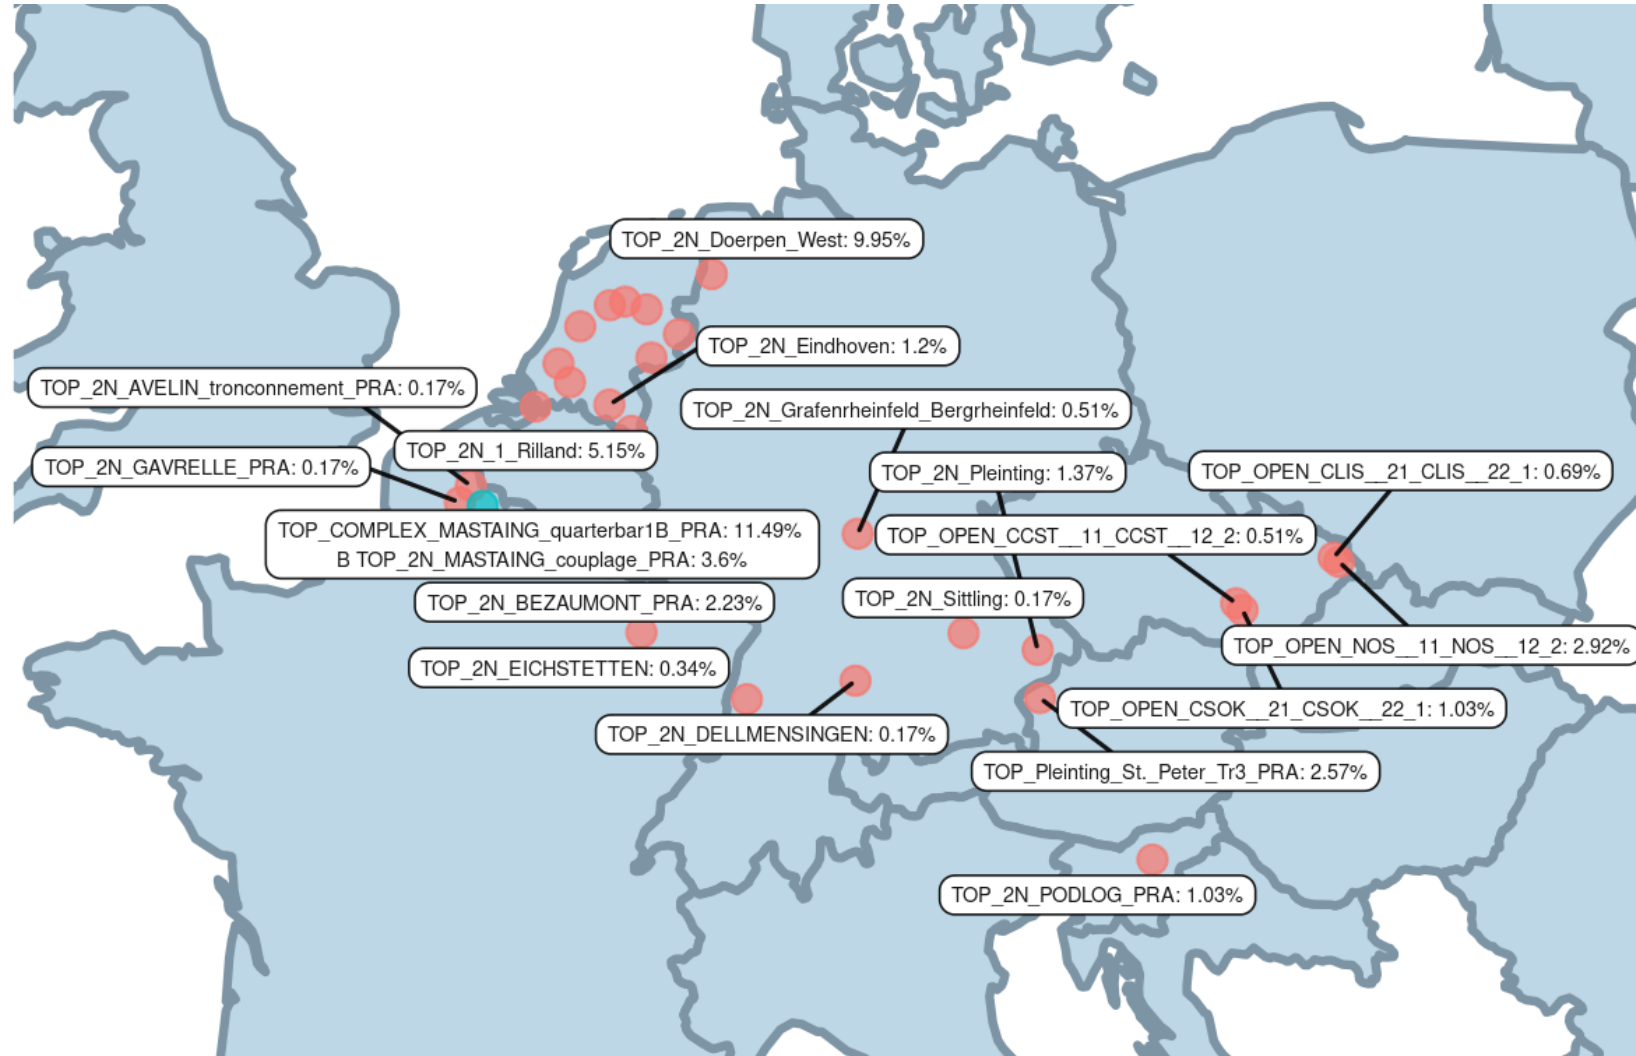 TOP_2N_Doerpen_West: 9.95%
TOP_2N_Eindhoven: 1.2%
TOP_2N_AVELIN_tronconnement_PRA: 0.17%
TOP_2N_Grafenrheinfeld_Bergrheinfeld: 0.51%
TOP_2N_1_Rilland: 5.15%
TOP_2N_GAVRELLE_PRA: 0.17%
TOP_2N_Pleinting: 1.37%
TOP_OPEN_CLIS__21_CLIS__22_1: 0.69%
TOP_COMPLEX_MASTAING_quarterbar1B_PRA: 11.49%
B TOP_2N_MASTAING_couplage_PRA: 3.6%
TOP_OPEN_CCST__11_CCST__12_2: 0.51%
TOP_2N_BEZAUMONT_PRA: 2.23%
TOP_2N_Sittling: 0.17%
TOP_OPEN_NOS__11_NOS__12_2: 2.92%
TOP_2N_EICHSTETTEN: 0.34%
TOP_OPEN_CSOK__21_CSOK__22_1: 1.03%
TOP_2N_DELLMENSINGEN: 0.17%
TOP_Pleinting_St._Peter_Tr3_PRA: 2.57%
TOP_2N_PODLOG_PRA: 1.03%